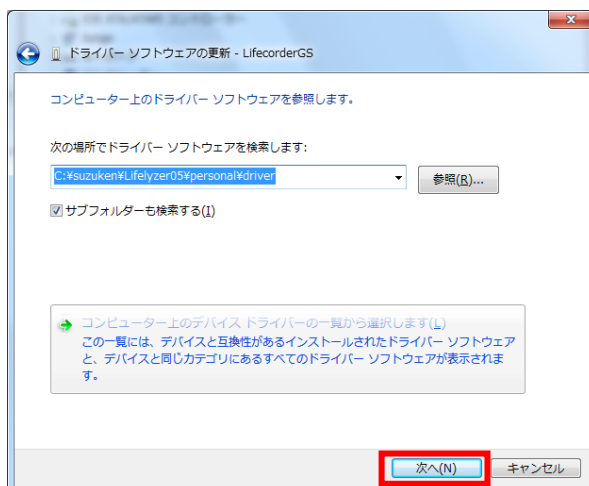 ドライバー ソフトウェアの更新 - LifecorderGS
コンピューター上のドライバー ソフトウェアを参照します。
次の場所でドライバー ソフトウェアを検索します:
C:¥suzuken¥Lifelyzer05¥personal¥driver
参照(R)...
サブフォルダーも検索する(I)
コンピューター上のデバイス ドライバーの一覧から選択します(L)
この一覧には、デバイスと互換性があるインストールされたドライバー ソフトウェア
と、デバイスと同じカテゴリにあるすべてのドライバー ソフトウェアが表示されま
す。
次へ(N)
キャンセル